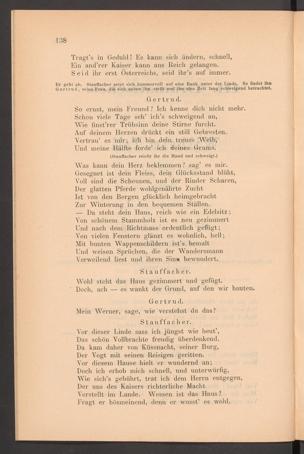 138
Tragt's in Geduld! Es kann sich ändern, schnell,
Ein and'rer Kaiser kann ans Reich gelangen.
Seid ihr erst Österreichs, seid ihr's auf immer.
Er geht ab. Stauffacher setzt sich kummervoll auf eine Bank unter der Linde. So findet ihn
Gertrud, seine Frau, die sich neben ihn stellt und ihn eine Zeit lang schweigend betrachtet.
Gertrud.
So ernst, mein Freund? Ich kenne dich nicht mehr.
Schon viele Tage seh' ich's schweigend an,
Wie finst'rer Trübsinn deine Stirne furcht.
Auf deinem Herzen drückt ein still Gebresten.
Vertrau' es mir; ich bin dein treues Weib,
Und meine Hälfte fordr' ich deines Grams.
(Stauffacher reicht ihr die Hand und schweigt.)
Was kann dein Herz beklemmen? sag' es mir.
Gesegnet ist dein Fleiss, dein Glücksstand blüht,
Voll sind die Scheunen, und der Rinder Scharen,
Der glatten Pferde wohlgenährte Zucht
Ist von den Bergen glücklich heimgebracht
Zur Winterung in den bequemen Ställen.
— Da steht dein Haus, reich wie ein Edelsitz;
Von schönem Stammholz ist es neu gezimmert
Und nach dem Richtmass ordentlich gefügt;
Von vielen Fenstern glänzt es wohnlich, hell;
Mit bunten Wappenschildern ist's bemalt
Und weisen Sprüchen, die der Wandersmann
Verweilend liest und ihren Sinn bewundert.
Stauffacher.
Wohl steht das Haus gezimmert und gefügt.
Doch, ach — es wankt der Grund, auf den wir bauten.
Gertrud.
Mein Werner, sage, wie verstehst du das?
Stauffacher.
Vor dieser Linde sass ich jüngst wie heut',
Das schön Vollbrachte freudig überdenkend.
Da kam daher von Küssnacht, seiner Burg,
Der Vogt mit seinen Reisigen geritten.
Vor diesem Hause hielt er wundernd an;
Doch ich erhob mich schnell, und unterwürfig,
Wie sich's gebührt, trat ich dem Herrn entgegen,
Der uns des Kaisers richterliche Macht
Vorstellt im Lande. Wessen ist das Haus?
Fragt er bösmeinend, denn er wusst' es wohl.